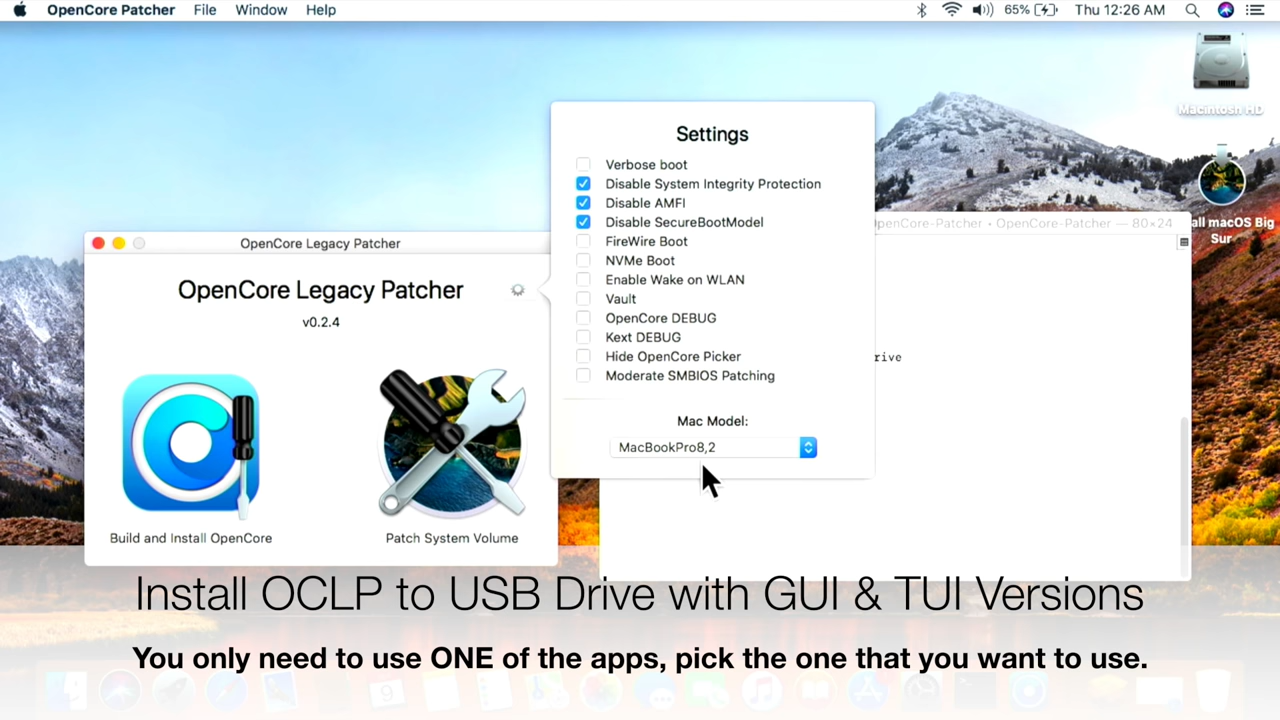 OpenCore Patcher File Window Help 65% Thu 12:26 AM
Macintosh HD
Settings
Verbose boot
Disable System Integrity Protection
Disable AMFI
Disable SecureBootModel
FireWire Boot
NVMe Boot
Enable Wake on WLAN
Vault
OpenCore DEBUG
Kext DEBUG
Hide OpenCore Picker
Moderate SMBIOS Patching
Mac Model:
MacBookPro8,2
OpenCore-Patcher • OpenCore-Patcher — 80×24
all macOS Big
Sur
rive
OpenCore Legacy Patcher
OpenCore Legacy Patcher
v0.2.4
Build and Install OpenCore
Patch System Volume
Install OCLP to USB Drive with GUI & TUI Versions
You only need to use ONE of the apps, pick the one that you want to use.
9